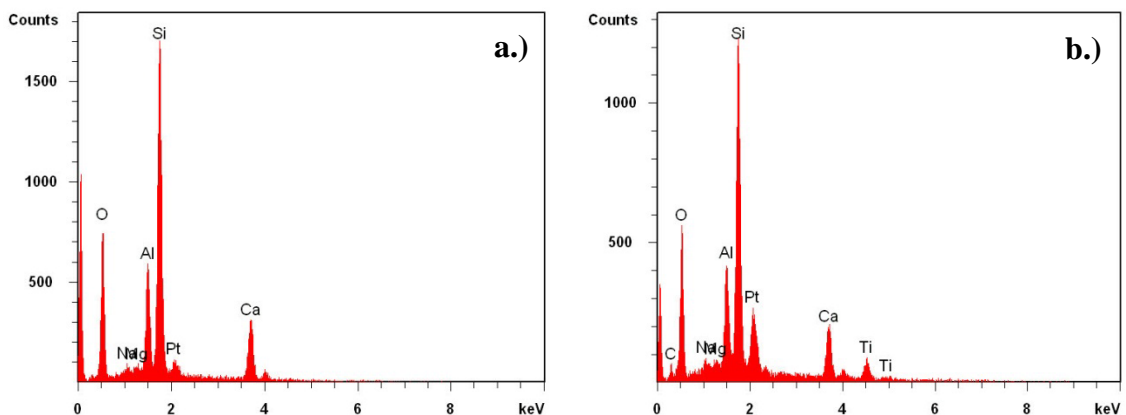 Counts
a.)
Si
1500
1000
O
Al
500
Ca
Na
Mg
Pt
0
2
4
6
8
keV
Counts
b.)
Si
1000
O
500
Al
Pt
Ca
C
Na
Mg
Ti
Ti
0
2
4
6
8
keV